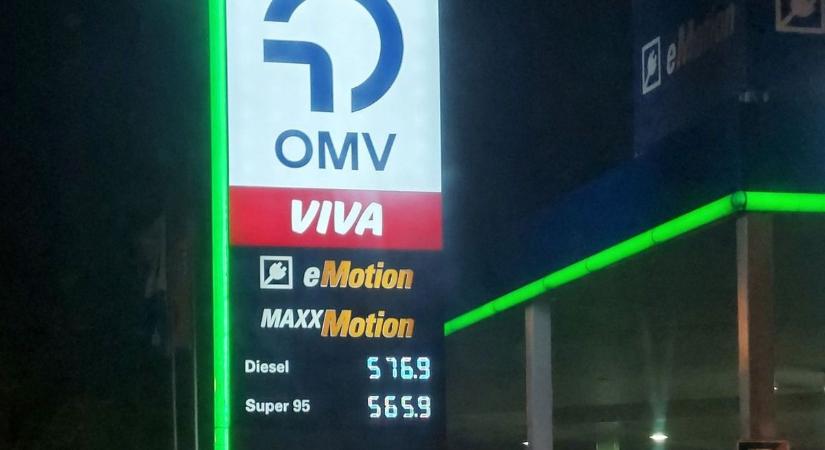 OMV
VIVA
eMotion
MAXXMotion
Diesel 576.9
Super 95 565.9
eMotion